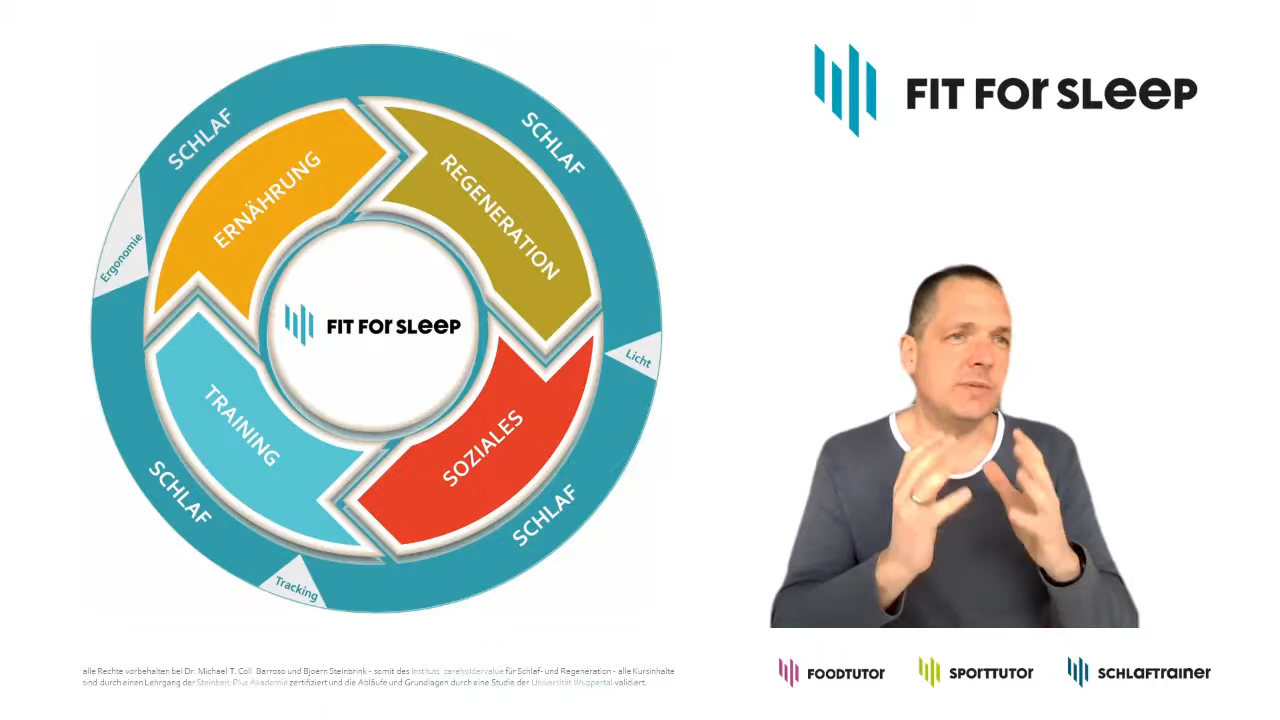 FIT FOR SLEEP
SCHLAF
SCHLAF
ERNÄHRUNG
REGENERATION
Ergonomie
FIT FOR SLEEP
Licht
TRAINING
SOZIALES
SCHLAF
SCHLAF
Tracking
alle Rechte vorbehalten bei Dr. Michael T. Coll Barroso und Bjoern Steinbrink - somit des Instituts zareholdervalue für Schlaf- und Regeneration - alle Kursinhalte
sind durch einen Lehrgang der Steinbeis Plus Akademie zertifiziert und die Abläufe und Grundlagen durch eine Studie der Universität Wuppertal validiert.
FOODTUTOR SPORTTUTOR SCHLAFTRAINER